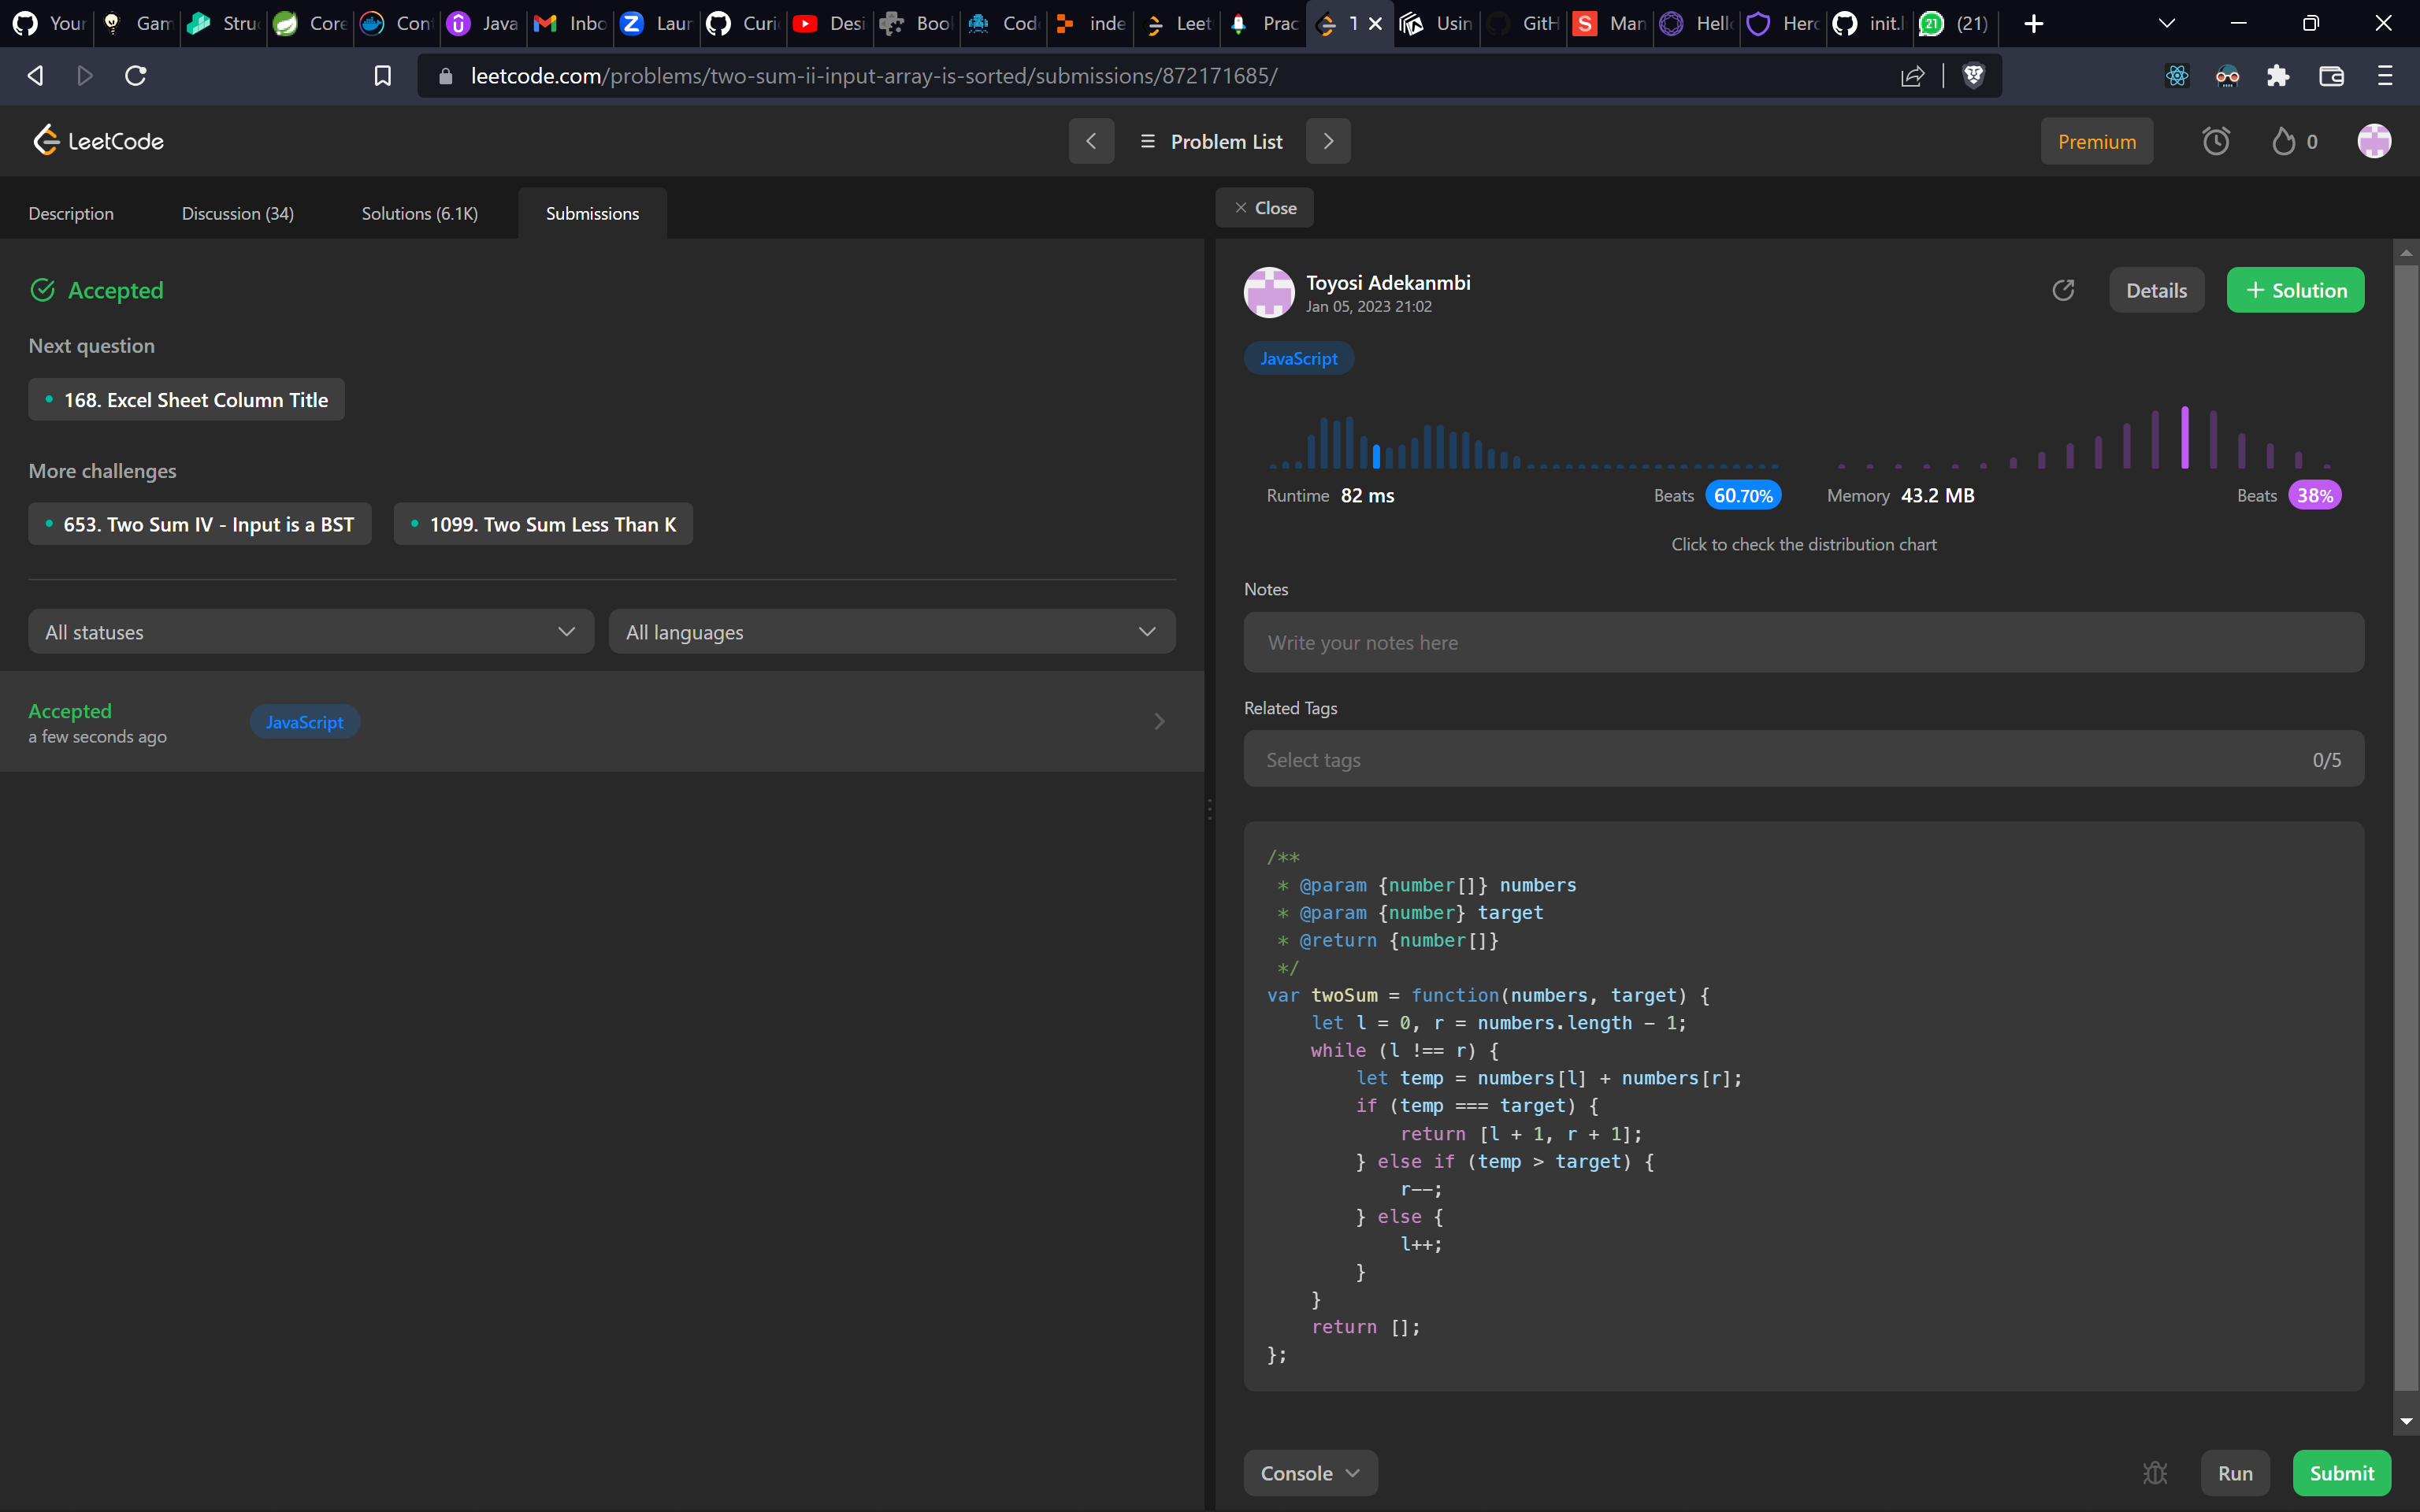 Your Gam Stru Core Con Java Inbo Laur Curi Desi Bool Cod inde Leet Prac 1 Usin GitH S Man Hell Herc init.l (21)
leetcode.com/problems/two-sum-ii-input-array-is-sorted/submissions/872171685/
LeetCode
Problem List
Premium
0
Description Discussion (34) Solutions (6.1K) Submissions
Close
Accepted
Next question
168. Excel Sheet Column Title
More challenges
653. Two Sum IV - Input is a BST
1099. Two Sum Less Than K
All statuses
All languages
Accepted
a few seconds ago
JavaScript
Toyosi Adekanmbi
Jan 05, 2023 21:02
Details
+ Solution
JavaScript
Runtime 82 ms Beats 60.70%
Memory 43.2 MB Beats 38%
Click to check the distribution chart
Notes
Write your notes here
Related Tags
Select tags 0/5
/**
 * @param {number[]} numbers
 * @param {number} target
 * @return {number[]}
 */
var twoSum = function(numbers, target) {
    let l = 0, r = numbers.length - 1;
    while (l !== r) {
        let temp = numbers[l] + numbers[r];
        if (temp === target) {
            return [l + 1, r + 1];
        } else if (temp > target) {
            r--;
        } else {
            l++;
        }
    }
    return [];
};
Console
Run
Submit